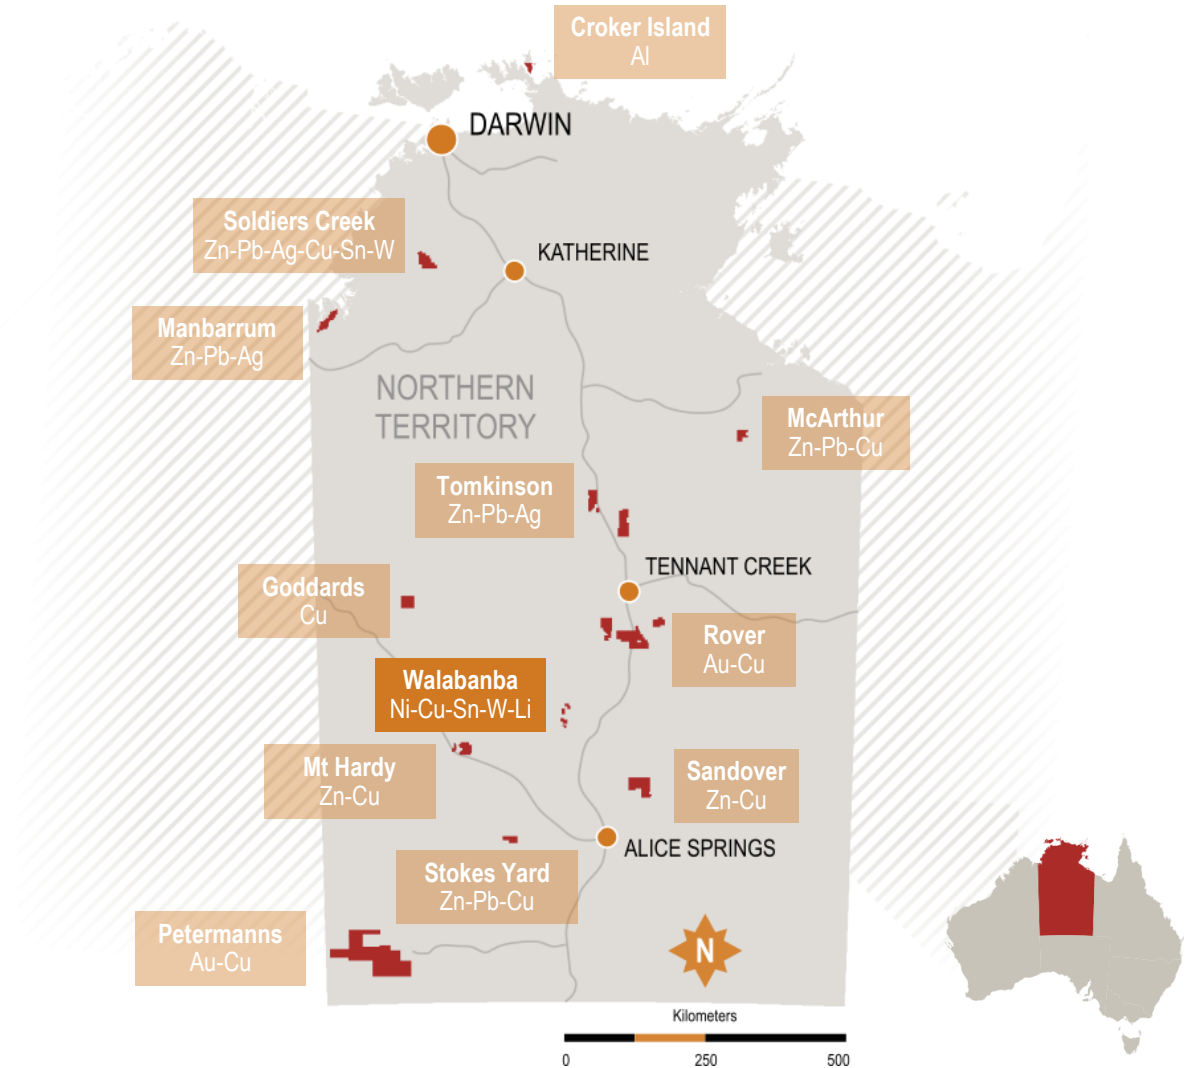 Croker Island
Al
DARWIN
Soldiers Creek
Zn-Pb-Ag-Cu-Sn-W
KATHERINE
Manbarrum
Zn-Pb-Ag
NORTHERN
TERRITORY
McArthur
Zn-Pb-Cu
Tomkinson
Zn-Pb-Ag
TENNANT CREEK
Goddards
Cu
Rover
Au-Cu
Walabanba
Ni-Cu-Sn-W-Li
Mt Hardy
Zn-Cu
Sandover
Zn-Cu
ALICE SPRINGS
Stokes Yard
Zn-Pb-Cu
Petermanns
Au-Cu
N
Kilometers
0 250 500